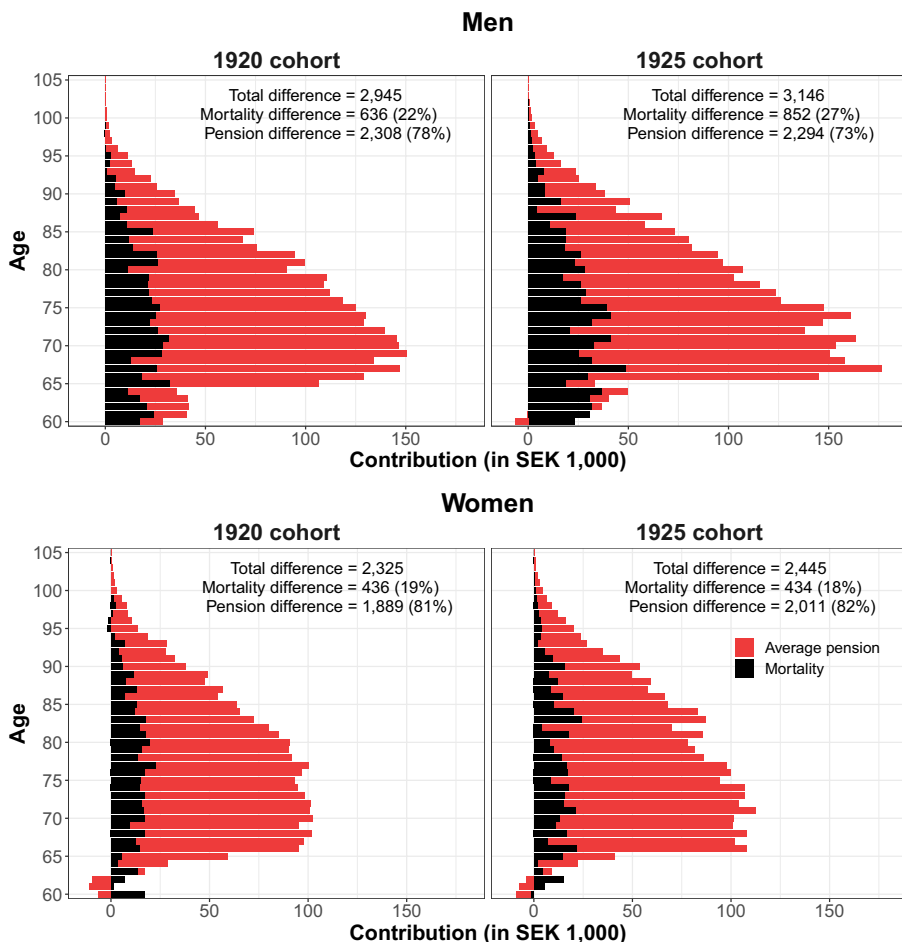 Men
1920 cohort
1925 cohort
Total difference = 2,945
Mortality difference = 636 (22%)
Pension difference = 2,308 (78%)
Total difference = 3,146
Mortality difference = 852 (27%)
Pension difference = 2,294 (73%)
105
100
95
90
85
80
75
70
65
60
Age
0 50 100 150
0 50 100 150
Contribution (in SEK 1,000)
Women
1920 cohort
1925 cohort
Total difference = 2,325
Mortality difference = 436 (19%)
Pension difference = 1,889 (81%)
Total difference = 2,445
Mortality difference = 434 (18%)
Pension difference = 2,011 (82%)
Average pension
Mortality
105
100
95
90
85
80
75
70
65
60
Age
0 50 100 150
0 50 100 150
Contribution (in SEK 1,000)